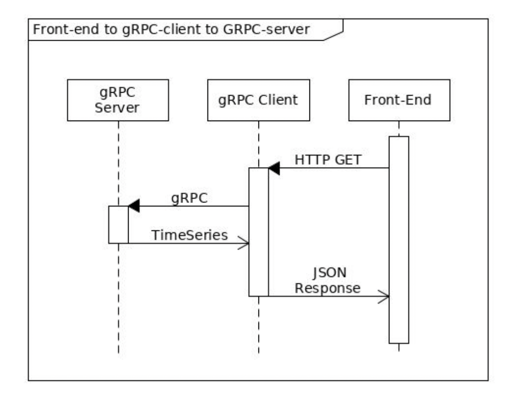 Front-end to gRPC-client to GRPC-server
gRPC
Server
gRPC Client
Front-End
HTTP GET
gRPC
TimeSeries
JSON
Response